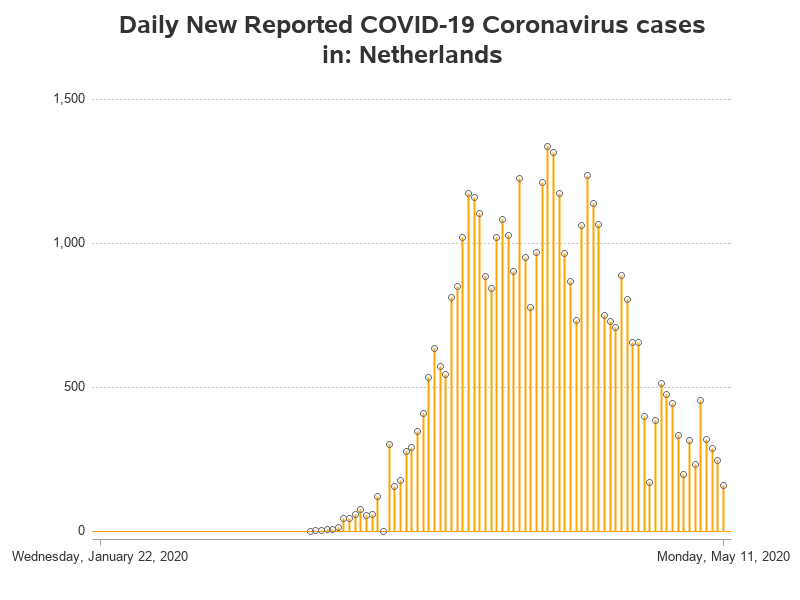 Daily New Reported COVID-19 Coronavirus cases
in: Netherlands
1,500
1,000
500
0
Wednesday, January 22, 2020 Monday, May 11, 2020